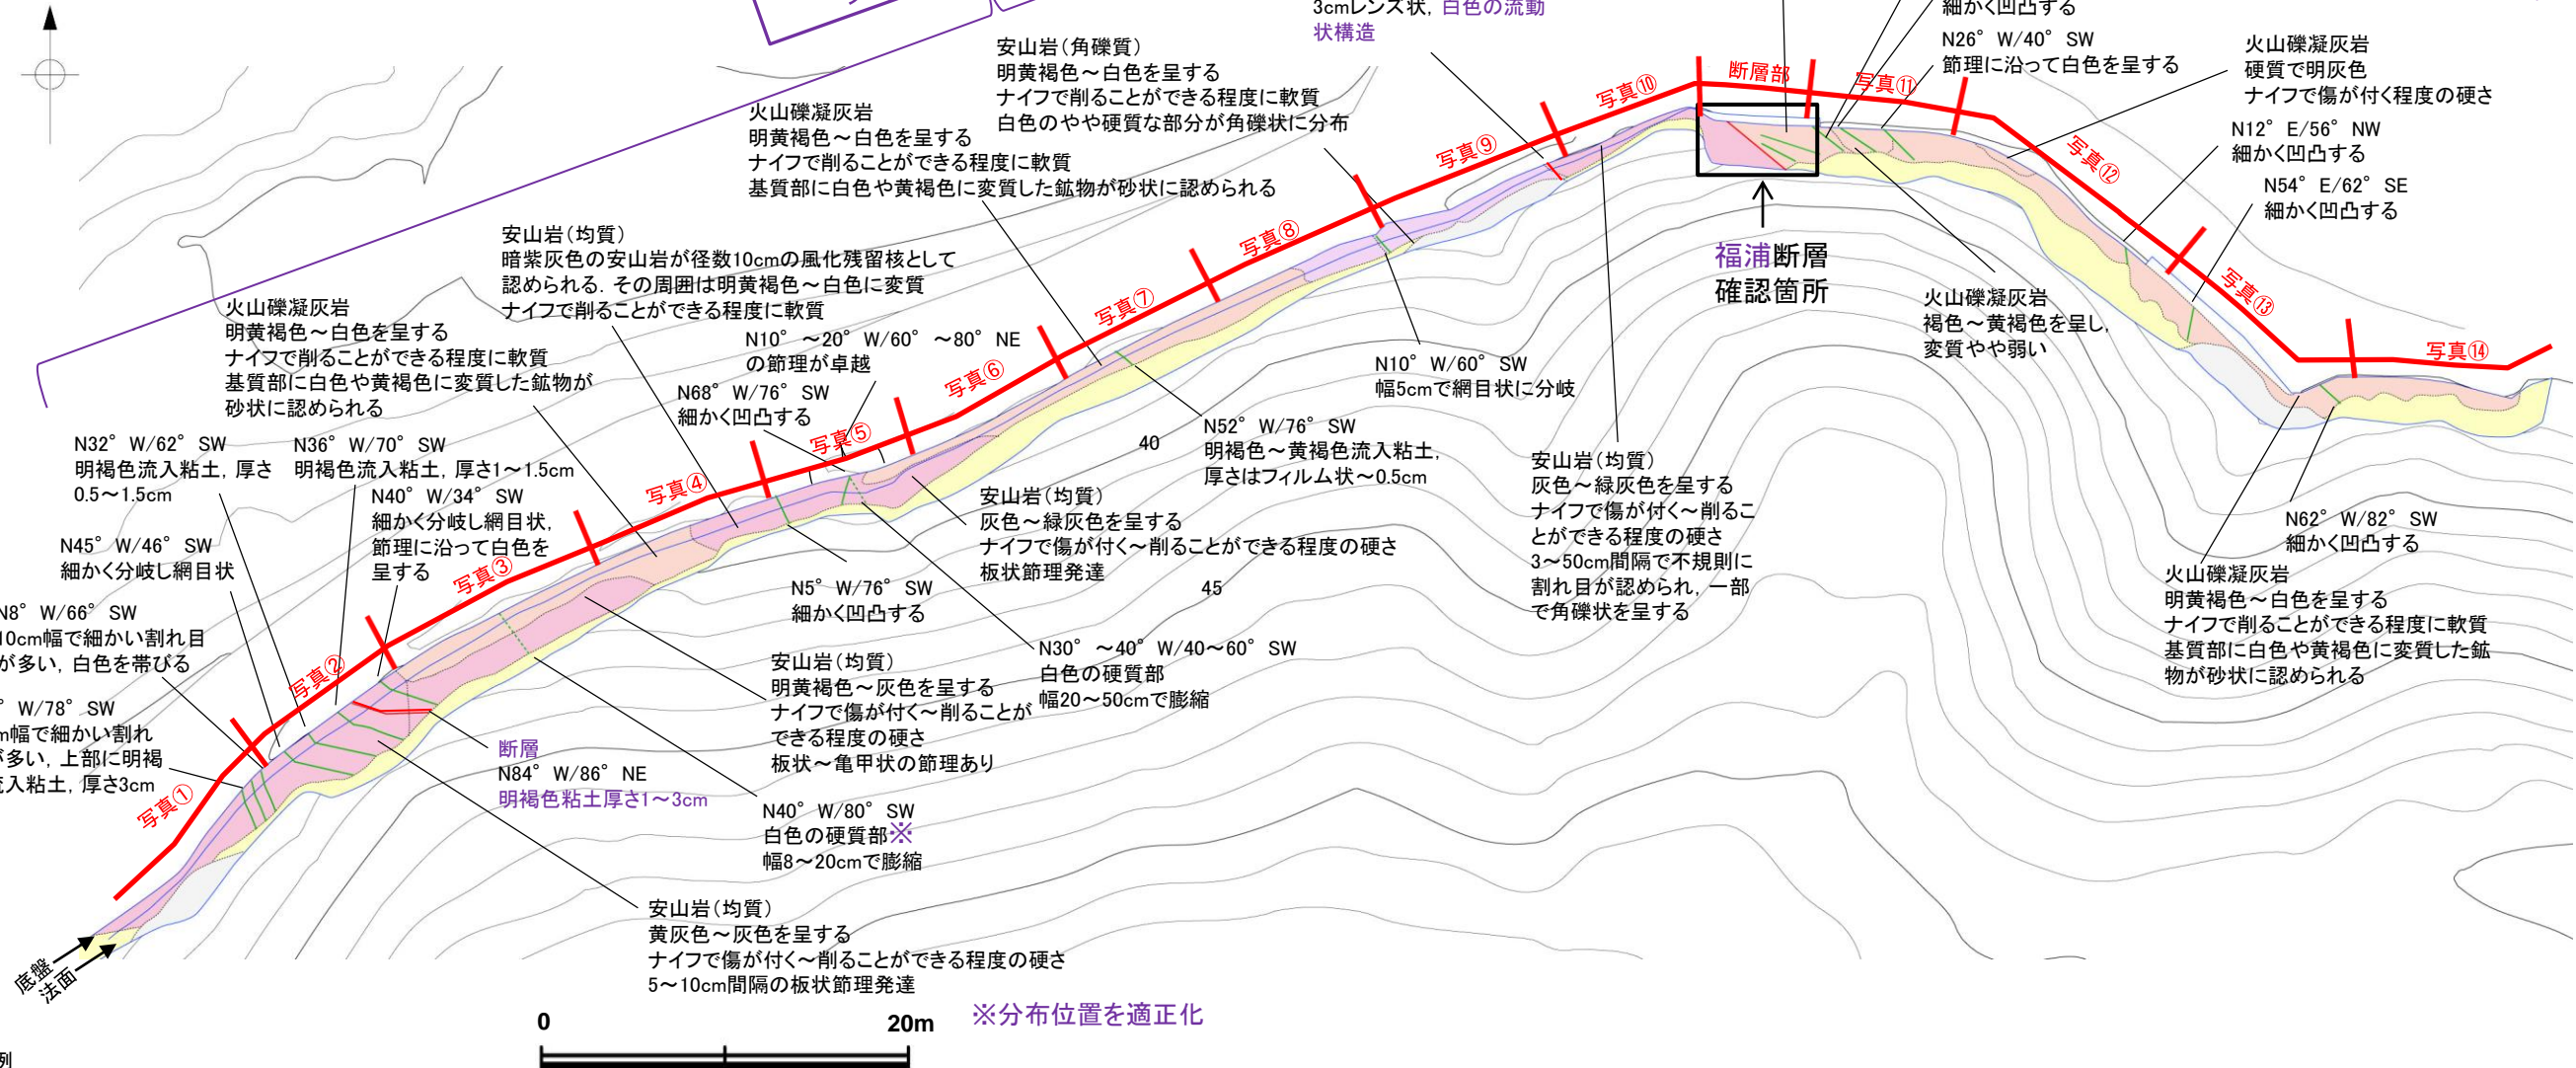 3cmレンズ状, 白色の流動
状構造
細かく凹凸する
N26°W/40°SW
節理に沿って白色を呈する
火山礫凝灰岩
硬質で明灰色
ナイフで傷が付く程度の硬さ
N12°E/56°NW
細かく凹凸する
N54°E/62°SE
細かく凹凸する
安山岩(角礫質)
明黄褐色～白色を呈する
ナイフで削ることができる程度に軟質
白色のやや硬質な部分が角礫状に分布
火山礫凝灰岩
明黄褐色～白色を呈する
ナイフで削ることができる程度に軟質
基質部に白色や黄褐色に変質した鉱物が砂状に認められる
安山岩(均質)
暗紫灰色の安山岩が径数10cmの風化残留核として
認められる. その周囲は明黄褐色～白色に変質
ナイフで削ることができる程度に軟質
火山礫凝灰岩
明黄褐色～白色を呈する
ナイフで削ることができる程度に軟質
基質部に白色や黄褐色に変質した鉱物が
砂状に認められる
N10°～20°W/60°～80°NE
の節理が卓越
N68°W/76°SW
細かく凹凸する
N32°W/62°SW
明褐色流入粘土, 厚さ
0.5～1.5cm
N36°W/70°SW
明褐色流入粘土, 厚さ1～1.5cm
N40°W/34°SW
細かく分岐し網目状,
節理に沿って白色を
呈する
N45°W/46°SW
細かく分岐し網目状
N8°W/66°SW
10cm幅で細かい割れ目
が多い, 白色を帯びる
°W/78°SW
m幅で細かい割れ
が多い, 上部に明褐
流入粘土, 厚さ3cm
写真①
写真②
写真③
写真④
写真⑤
写真⑥
写真⑦
写真⑧
写真⑨
写真⑩
断層部
写真⑪
写真⑫
写真⑬
写真⑭
福浦断層
確認箇所
火山礫凝灰岩
褐色～黄褐色を呈し,
変質やや弱い
N10°W/60°SW
幅5cmで網目状に分岐
40
N52°W/76°SW
明褐色～黄褐色流入粘土,
厚さはフィルム状～0.5cm
安山岩(均質)
灰色～緑灰色を呈する
ナイフで傷が付く～削ることができる程度の硬さ
板状節理発達
安山岩(均質)
灰色～緑灰色を呈する
ナイフで傷が付く～削るこ
とができる程度の硬さ
3～50cm間隔で不規則に
割れ目が認められ, 一部
で角礫状を呈する
N62°W/82°SW
細かく凹凸する
火山礫凝灰岩
明黄褐色～白色を呈する
ナイフで削ることができる程度に軟質
基質部に白色や黄褐色に変質した鉱
物が砂状に認められる
N5°W/76°SW
細かく凹凸する
45
N30°～40°W/40～60°SW
白色の硬質部
幅20～50cmで膨縮
安山岩(均質)
明黄褐色～灰色を呈する
ナイフで傷が付く～削ることが
できる程度の硬さ
板状～亀甲状の節理あり
断層
N84°W/86°NE
明褐色粘土厚さ1～3cm
N40°W/80°SW
白色の硬質部※
幅8～20cmで膨縮
安山岩(均質)
黄灰色～灰色を呈する
ナイフで傷が付く～削ることができる程度の硬さ
5～10cm間隔の板状節理発達
底盤
法面
※分布位置を適正化
0 20m
例